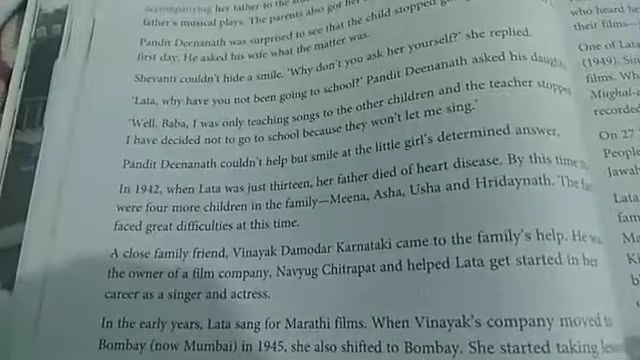 accompanying her father to the
father's musical plays. The parents also got her
Pandit Deenanath was surprised to see that the child stopped
first day. He asked his wife what the matter was.
Shevanti couldn't hide a smile. 'Why don't you ask her yourself?' she replied.
'Lata, why have you not been going to school?' Pandit Deenanath asked his
'Well, Baba, I was only teaching songs to the other children and the teacher
I have decided not to go to school because they won't let me sing.'
Pandit Deenanath couldn't help but smile at the little girl's determined answer.
In 1942, when Lata was just thirteen, her father died of heart disease. By this time
were four more children in the family—Meena, Asha, Usha and Hridaynath. The
faced great difficulties at this time.
A close family friend, Vinayak Damodar Karnataki came to the family's help. He
the owner of a film company, Navyug Chitrapat and helped Lata get started in her
career as a singer and actress.
In the early years, Lata sang for Marathi films. When Vinayak's company moved
Bombay (now Mumbai) in 1945, she also shifted to Bombay. She started taking
who heard he
their films—
One of Lata
(1949). Sin
films. Wh
Mughal-e
recorded
On 27
People
Jawah
Lata
fam
Me
Ki
b